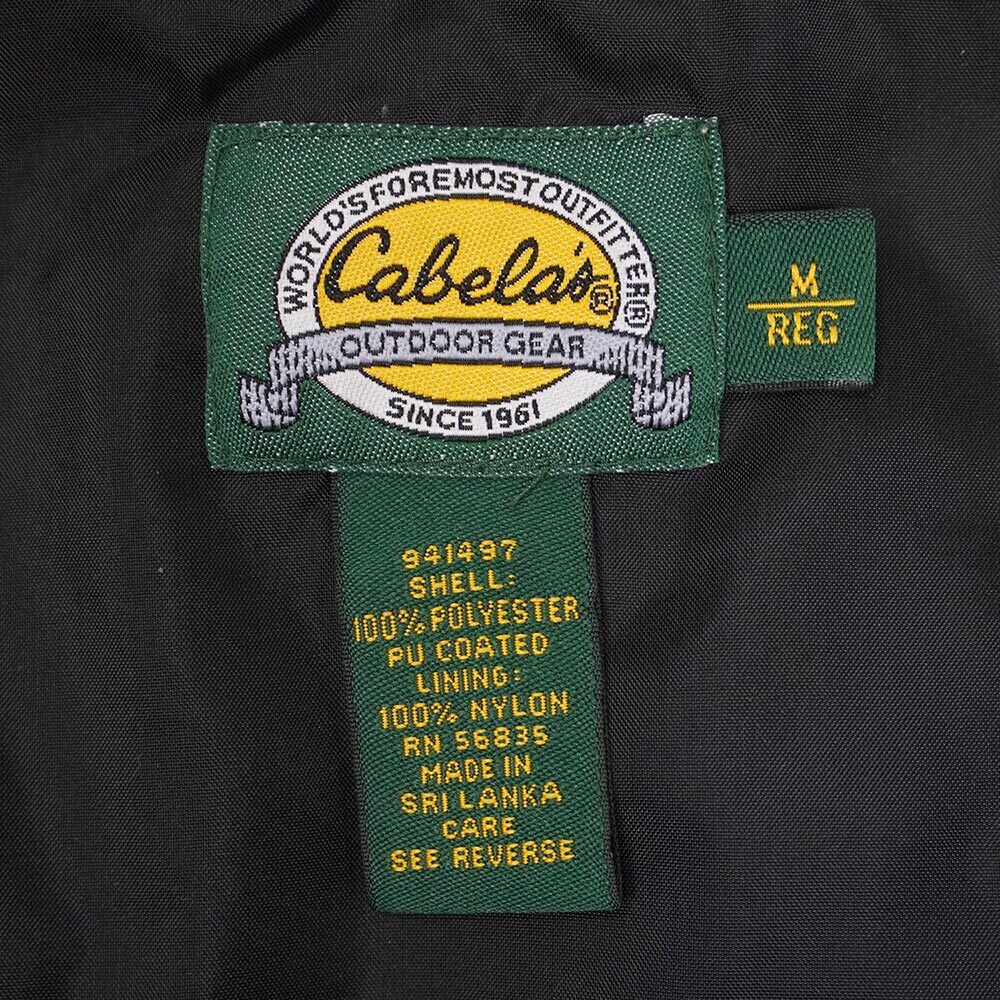 WORLD'S FOREMOST OUTFITTER®
Cabela's®
OUTDOOR GEAR
SINCE 1961
M
REG
941497
SHELL:
100% POLYESTER
PU COATED
LINING:
100% NYLON
RN 56835
MADE IN
SRI LANKA
CARE
SEE REVERSE